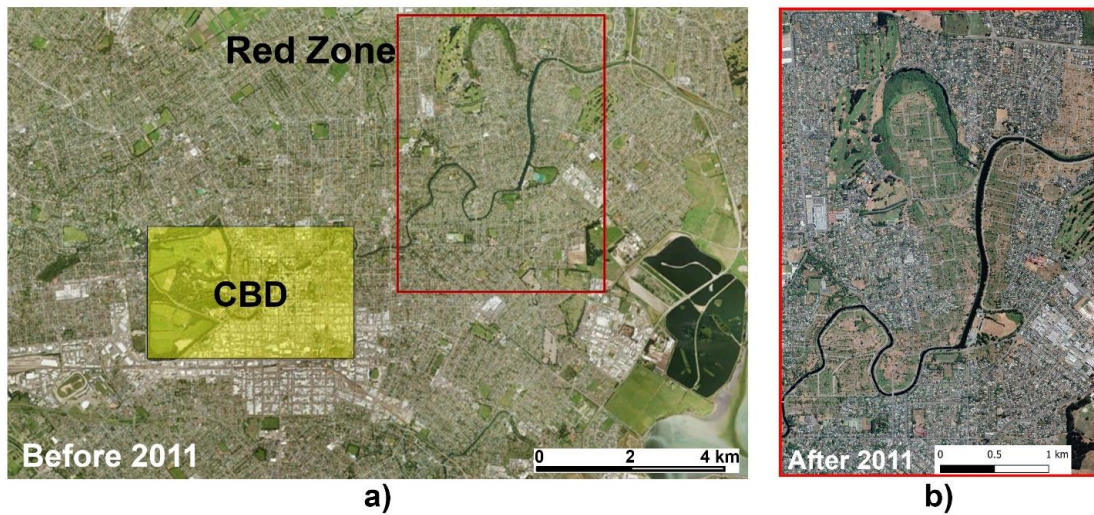 Red Zone
CBD
Before 2011
0 2 4 km
a)
After 2011
0 0.5 1 km
b)